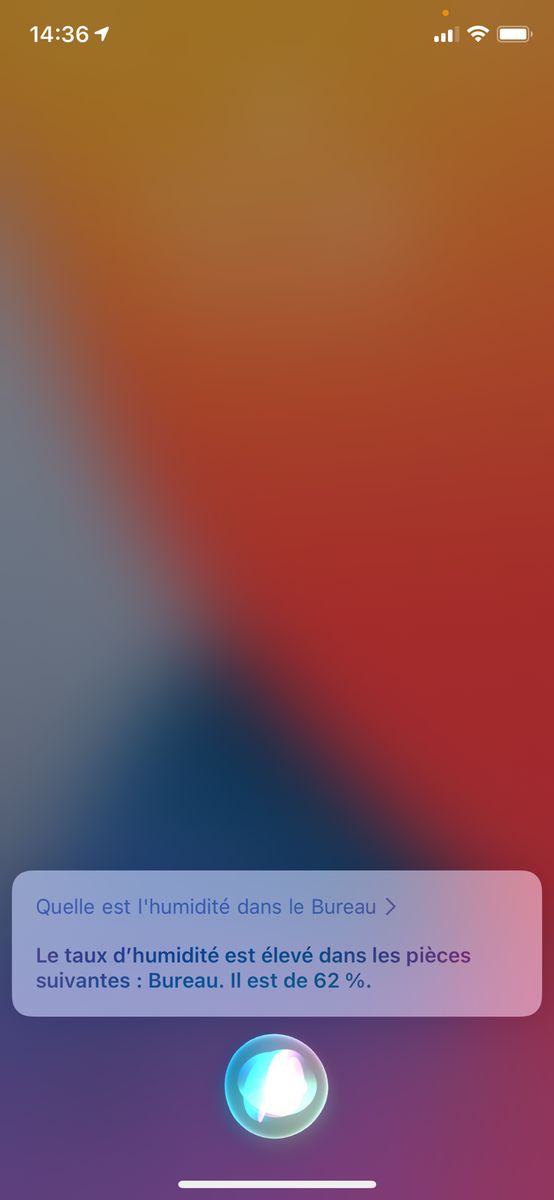 14:36
Quelle est l'humidité dans le Bureau
Le taux d’humidité est élevé dans les pièces
suivantes : Bureau. Il est de 62 %.